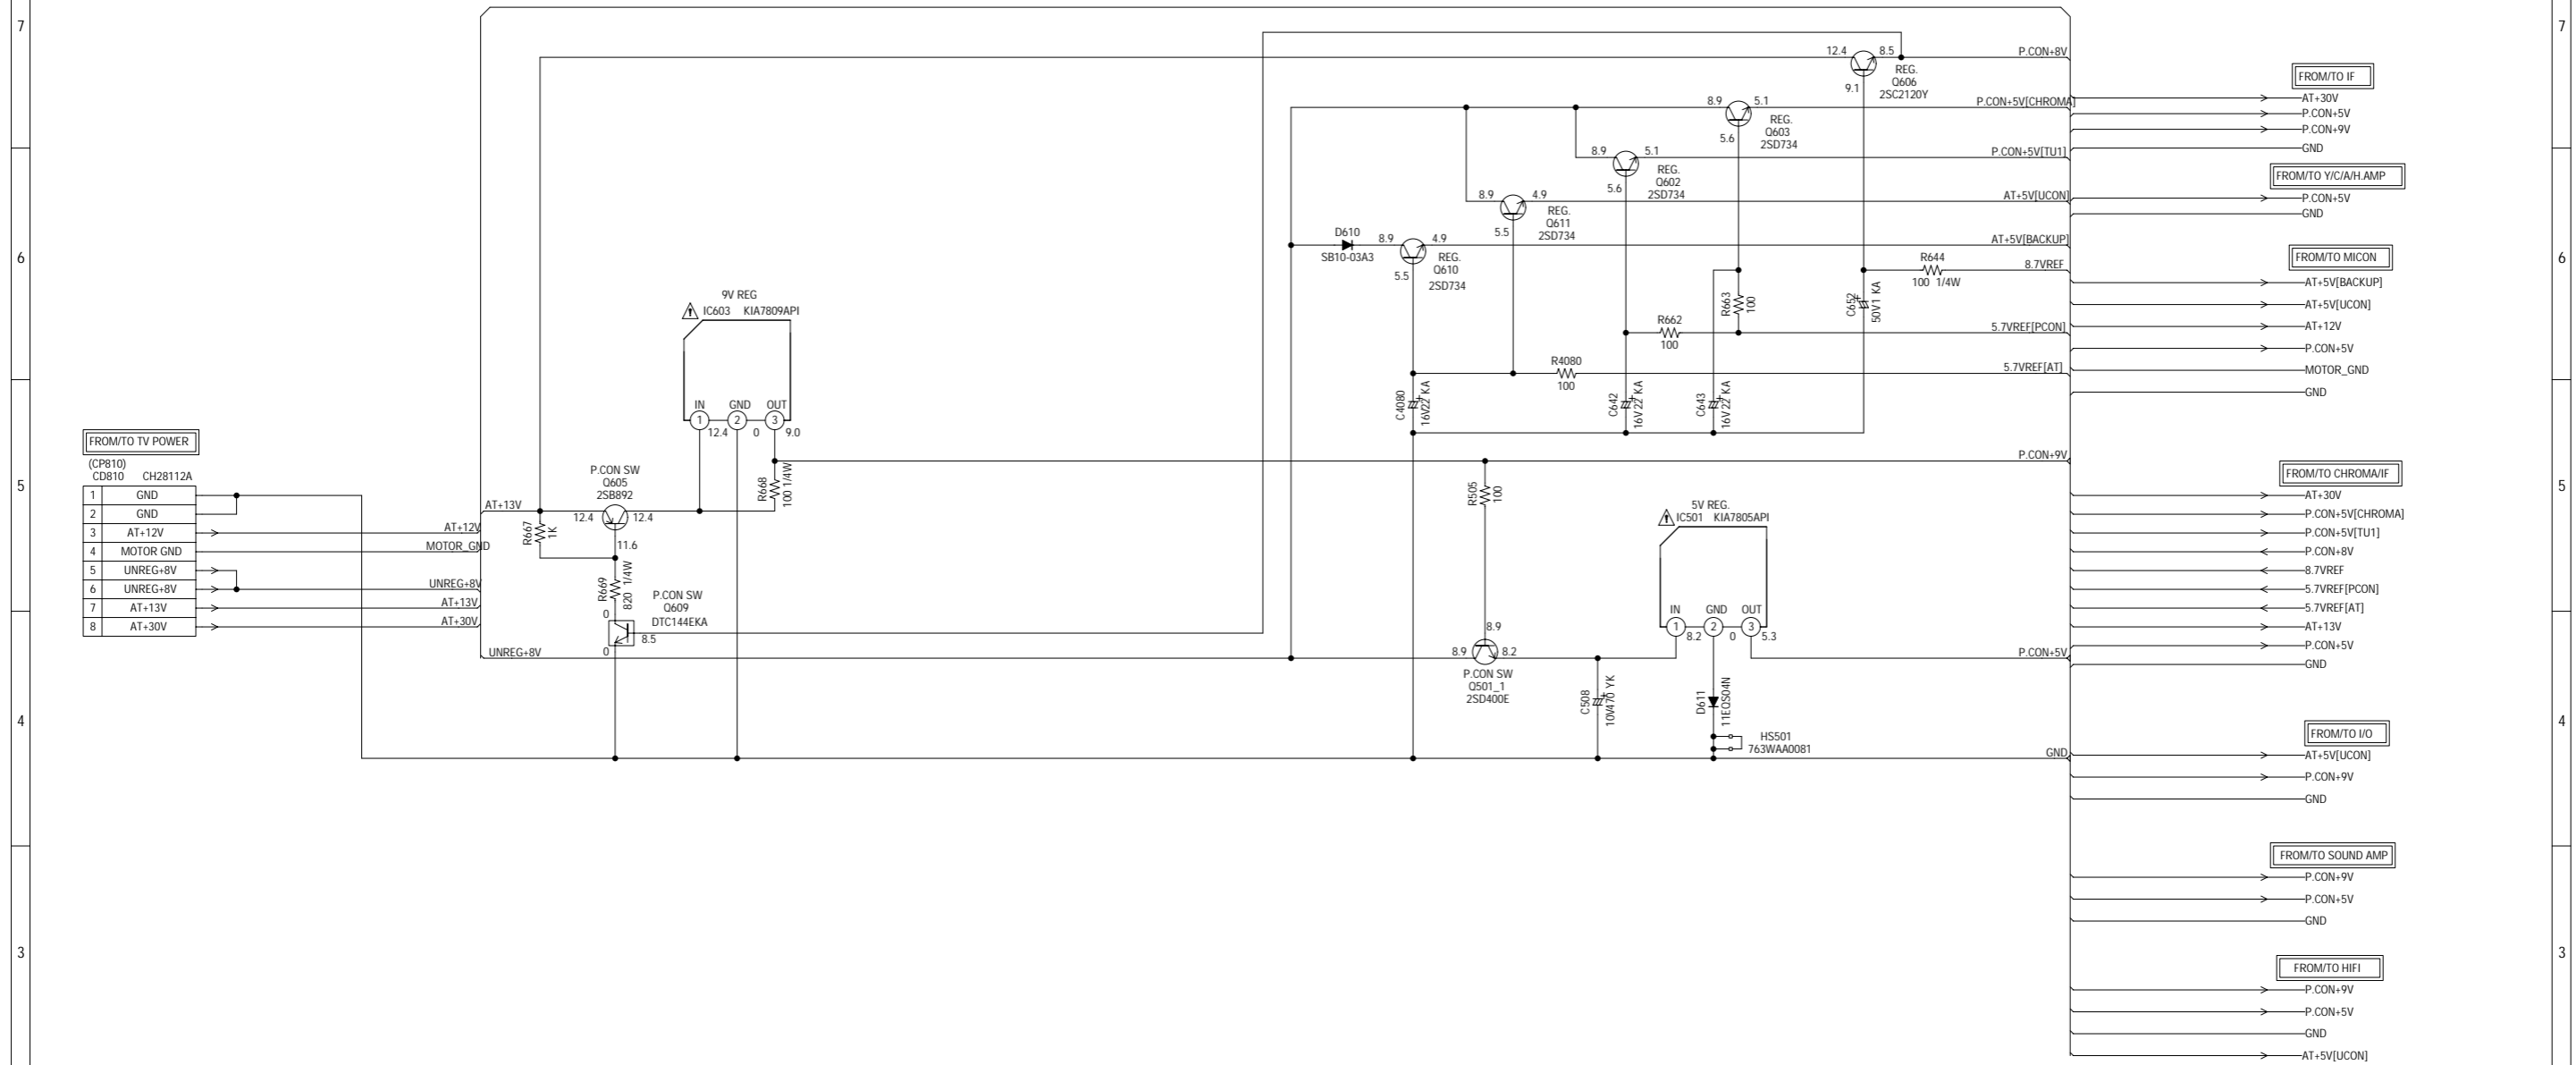 7
6
5
4
3
FROM/TO TV POWER
(CP810)
CD810 CH28112A
1 GND
2 GND
3 AT+12V
4 MOTOR GND
5 UNREG+8V
6 UNREG+8V
7 AT+13V
8 AT+30V
AT+12V
MOTOR_GND
UNREG+8V
AT+13V
AT+30V
AT+13V
UNREG+8V
R667
1K
P.CON SW
Q605
2SB892
12.4
12.4
11.6
R669
820 1/4W
P.CON SW
Q609
DTC144EKA
0
8.5
0
9V REG
IC603 KIA7809API
IN GND OUT
1 2 3
12.4 0 9.0
R668
100 1/4W
D610
SB10-03A3
8.9 4.9
REG.
Q610
2SD734
5.5
8.9 4.9
REG.
Q611
2SD734
5.5
8.9 5.1
REG.
Q602
2SD734
5.6
8.9 5.1
REG.
Q603
2SD734
5.6
12.4 8.5
REG.
Q606
2SC2120Y
9.1
R644
100 1/4W
C652
50V1 KA
R663
100
R662
100
R4080
100
C4080
16V22 KA
C642
16V22 KA
C643
16V22 KA
R505
100
8.9
8.9 8.2
P.CON SW
Q501_1
2SD400E
C508
10V470 YK
5V REG.
IC501 KIA7805API
IN GND OUT
1 2 3
8.2 0 5.3
D611
11EQS04N
HS501
763WAA0081
P.CON+8V
P.CON+5V[CHROMA]
P.CON+5V[TU1]
AT+5V[UCON]
AT+5V[BACKUP]
8.7VREF
5.7VREF[PCON]
5.7VREF[AT]
P.CON+9V
P.CON+5V
GND
FROM/TO IF
AT+30V
P.CON+5V
P.CON+9V
GND
FROM/TO Y/C/A/H.AMP
P.CON+5V
GND
FROM/TO MICON
AT+5V[BACKUP]
AT+5V[UCON]
AT+12V
P.CON+5V
MOTOR_GND
GND
FROM/TO CHROMA/IF
AT+30V
P.CON+5V[CHROMA]
P.CON+5V[TU1]
P.CON+8V
8.7VREF
5.7VREF[PCON]
5.7VREF[AT]
AT+13V
P.CON+5V
GND
FROM/TO I/O
AT+5V[UCON]
P.CON+9V
GND
FROM/TO SOUND AMP
P.CON+9V
P.CON+5V
GND
FROM/TO HIFI
P.CON+9V
P.CON+5V
GND
AT+5V[UCON]
7
6
5
4
3